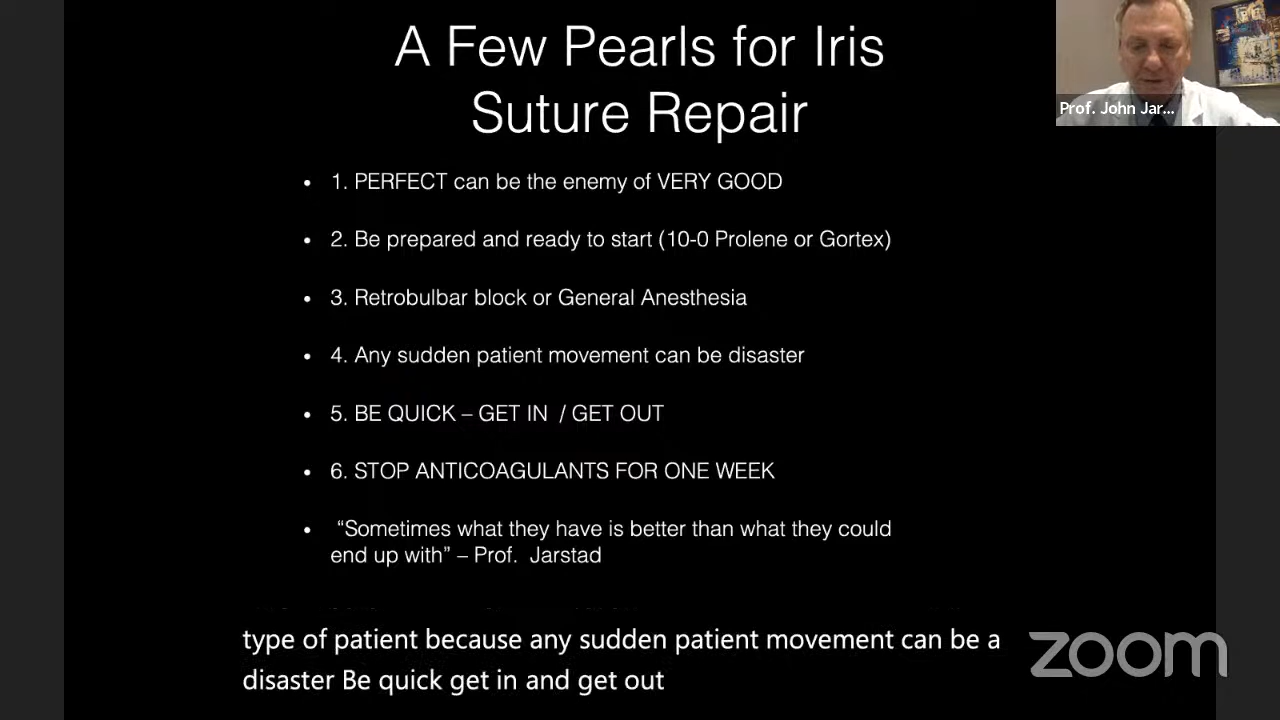 A Few Pearls for Iris
Suture Repair
Prof. John Jar...
• 1. PERFECT can be the enemy of VERY GOOD
• 2. Be prepared and ready to start (10-0 Prolene or Gortex)
• 3. Retrobulbar block or General Anesthesia
• 4. Any sudden patient movement can be disaster
• 5. BE QUICK – GET IN / GET OUT
• 6. STOP ANTICOAGULANTS FOR ONE WEEK
• “Sometimes what they have is better than what they could
end up with” – Prof. Jarstad
type of patient because any sudden patient movement can be a
disaster Be quick get in and get out
zoom